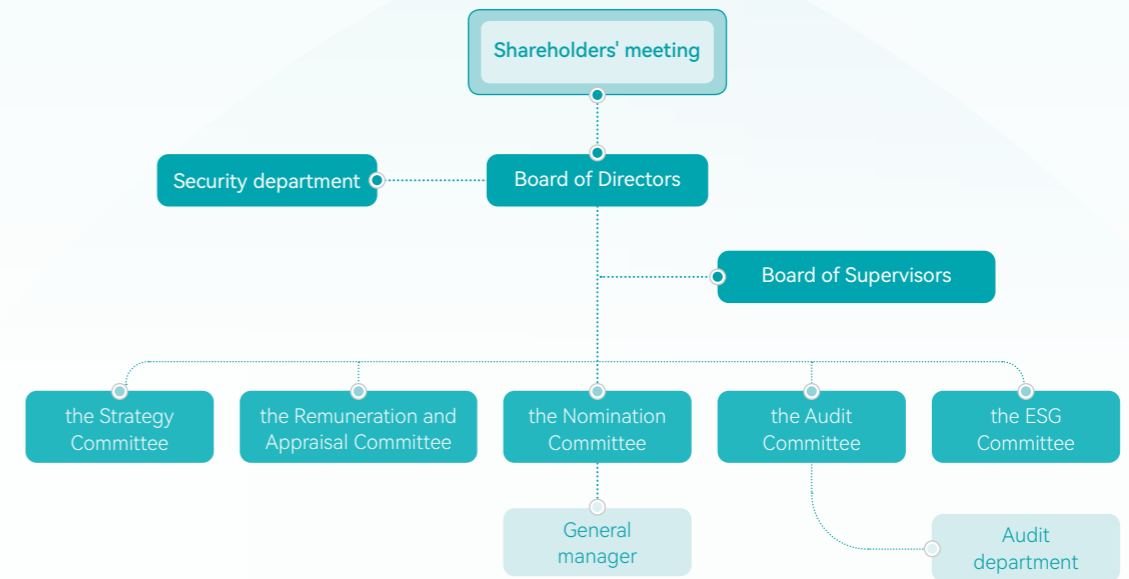 Shareholders' meeting
Security department
Board of Directors
Board of Supervisors
the Strategy
Committee
the Remuneration and
Appraisal Committee
the Nomination
Committee
the Audit
Committee
the ESG
Committee
General
manager
Audit
department